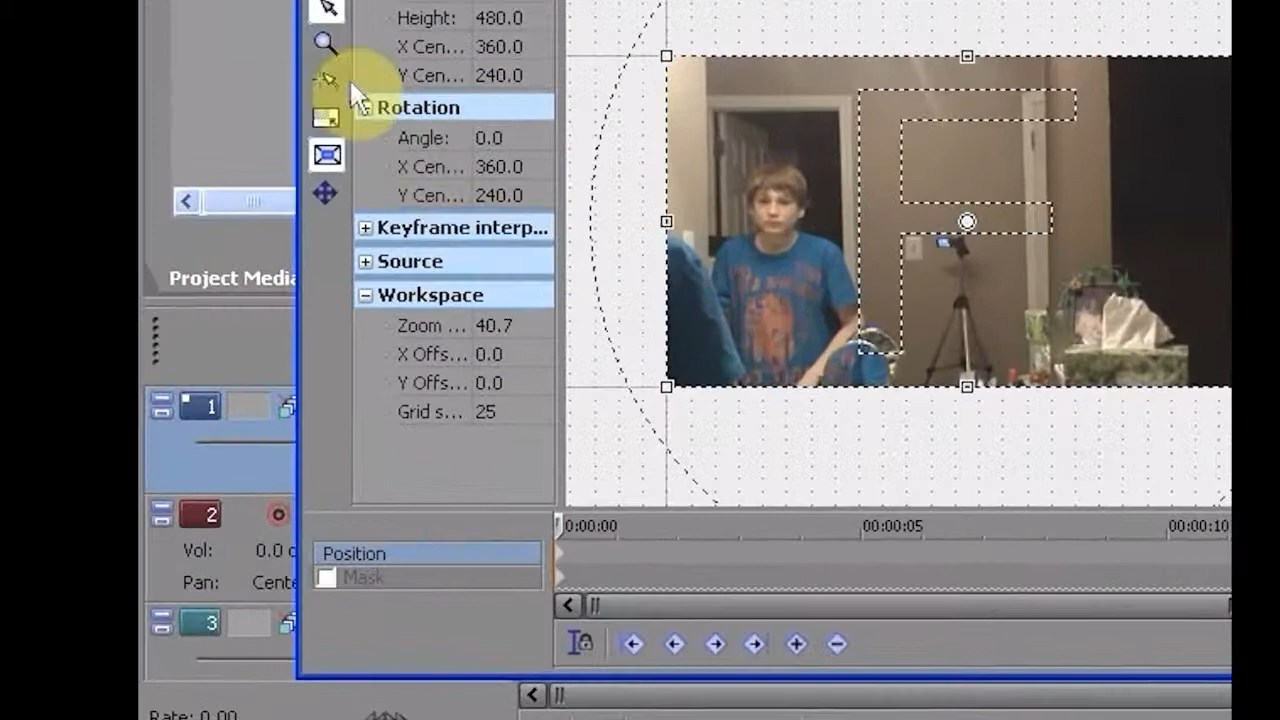 Height: 480.0
X Cen... 360.0
Y Cen... 240.0
Rotation
Angle: 0.0
X Cen... 360.0
Y Cen... 240.0
Keyframe interp...
Source
Workspace
Zoom ... 40.7
X Offs... 0.0
Y Offs... 0.0
Grid s... 25
Project Media
1
2
Vol: 0.0
Pan: Cente
3
0:00:00 00:00:05 00:00:10
Position
Mask
Rate: 0.00
F